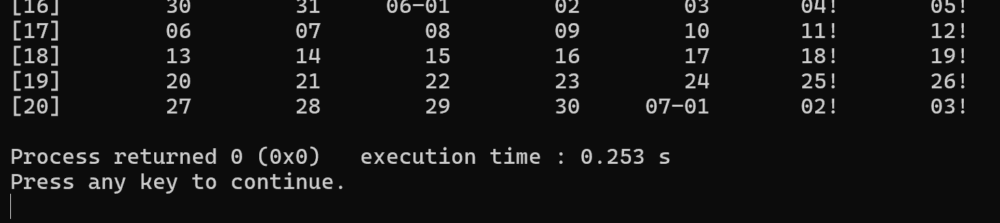 [16] 30 31 06-01 02 03 04! 05!
[17] 06 07 08 09 10 11! 12!
[18] 13 14 15 16 17 18! 19!
[19] 20 21 22 23 24 25! 26!
[20] 27 28 29 30 07-01 02! 03!
Process returned 0 (0x0) execution time : 0.253 s
Press any key to continue.